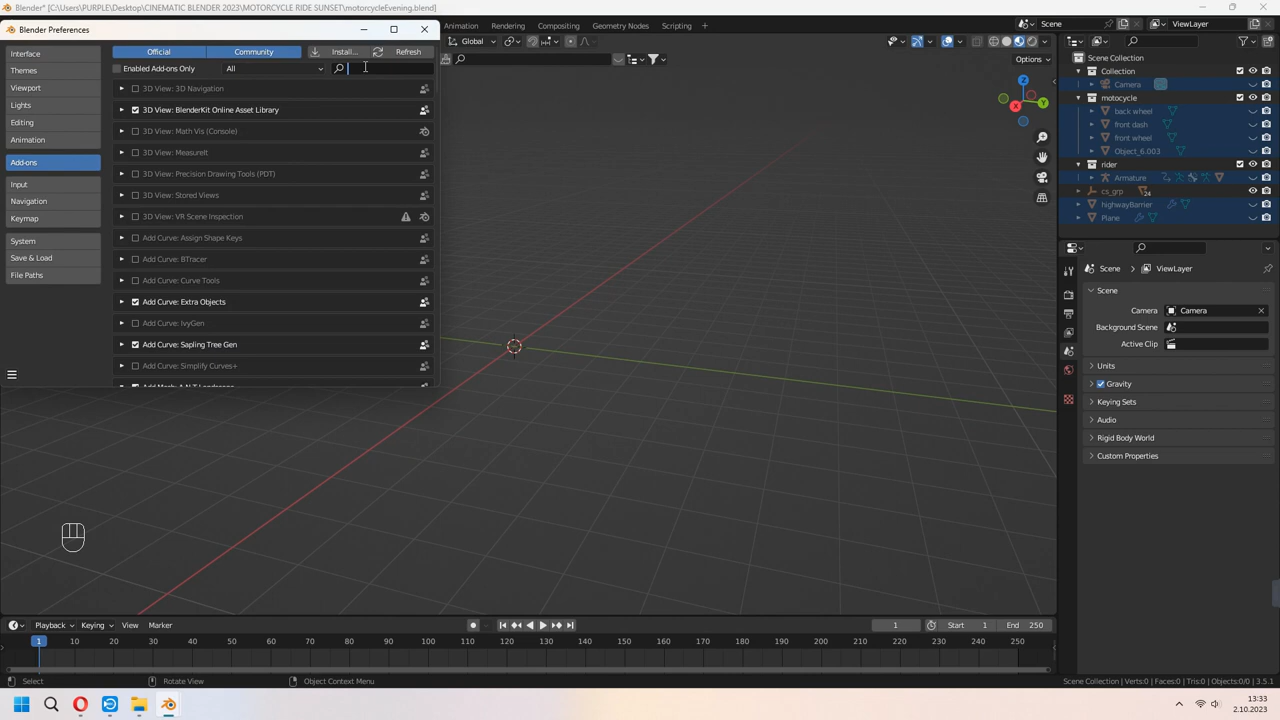 Blender* [C:\Users\PURPLE\Desktop\CINEMATIC BLENDER 2023\MOTORCYCLE RIDE SUNSET\motorcycleEvening.blend]
Blender Preferences
Animation Rendering Compositing Geometry Nodes Scripting + Scene ViewLayer
Global
Options
Interface
Themes
Viewport
Lights
Editing
Animation
Add-ons
Input
Navigation
Keymap
System
Save & Load
File Paths
Official Community Install... Refresh
Enabled Add-ons Only All
3D View: 3D Navigation
3D View: BlenderKit Online Asset Library
3D View: Math Vis (Console)
3D View: MeasureIt
3D View: Precision Drawing Tools (PDT)
3D View: Stored Views
3D View: VR Scene Inspection
Add Curve: Assign Shape Keys
Add Curve: BTracer
Add Curve: Curve Tools
Add Curve: Extra Objects
Add Curve: IvyGen
Add Curve: Sapling Tree Gen
Add Curve: Simplify Curves+
Add Mesh: A.N.T.Landscape
Z
Y
X
Scene Collection
Collection
Camera
motocycle
back wheel
front dash
front wheel
Object_6.003
rider
Armature
cs_grp 24
highwayBarrier
Plane
Scene > ViewLayer
Scene
Camera Camera
Background Scene
Active Clip
Units
Gravity
Keying Sets
Audio
Rigid Body World
Custom Properties
Playback Keying View Marker 1 Start 1 End 250
1 10 20 30 40 50 60 70 80 90 100 110 120 130 140 150 160 170 180 190 200 210 220 230 240 250
Select Rotate View Object Context Menu Scene Collection | Verts:0 | Faces:0 | Tris:0 | Objects:0/0 | 3.5.1
13:33
2.10.2023